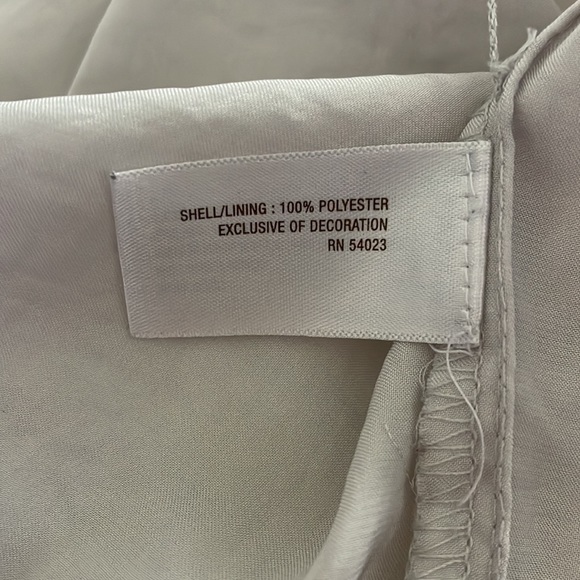 SHELL/LINING : 100% POLYESTER
EXCLUSIVE OF DECORATION
RN 54023